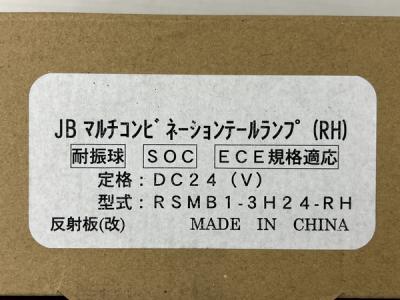 JB マルチコンビネーションテールランプ (RH)
耐振球 SOC ECE規格適応
定格：DC24（V）
型式：RSMB1-3H24-RH
反射板(改) MADE IN CHINA